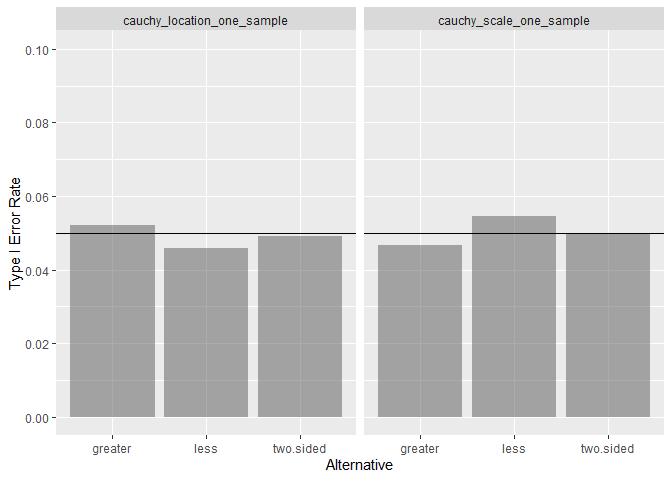 cauchy_location_one_sample
cauchy_scale_one_sample
Type I Error Rate
0.10
0.08
0.06
0.04
0.02
0.00
greater
less
two.sided
greater
less
two.sided
Alternative